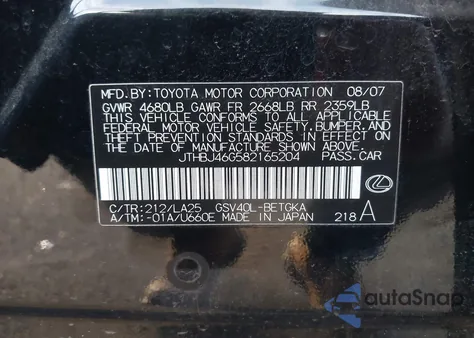 MFD. BY: TOYOTA MOTOR CORPORATION 08/07
GVWR 4680LB GAWR FR 2668LB RR 2359LB
THIS VEHICLE CONFORMS TO ALL APPLICABLE
FEDERAL MOTOR VEHICLE SAFETY, BUMPER, AND
THEFT PREVENTION STANDARDS IN EFFECT ON
THE DATE OF MANUFACTURE SHOWN ABOVE.
JTHBJ46G582165204 PASS. CAR
C/TR: 212/LA25 GSV40L-BETGKA
A/TM: -01A/U660E MADE IN JAPAN 218 A
autoSnap